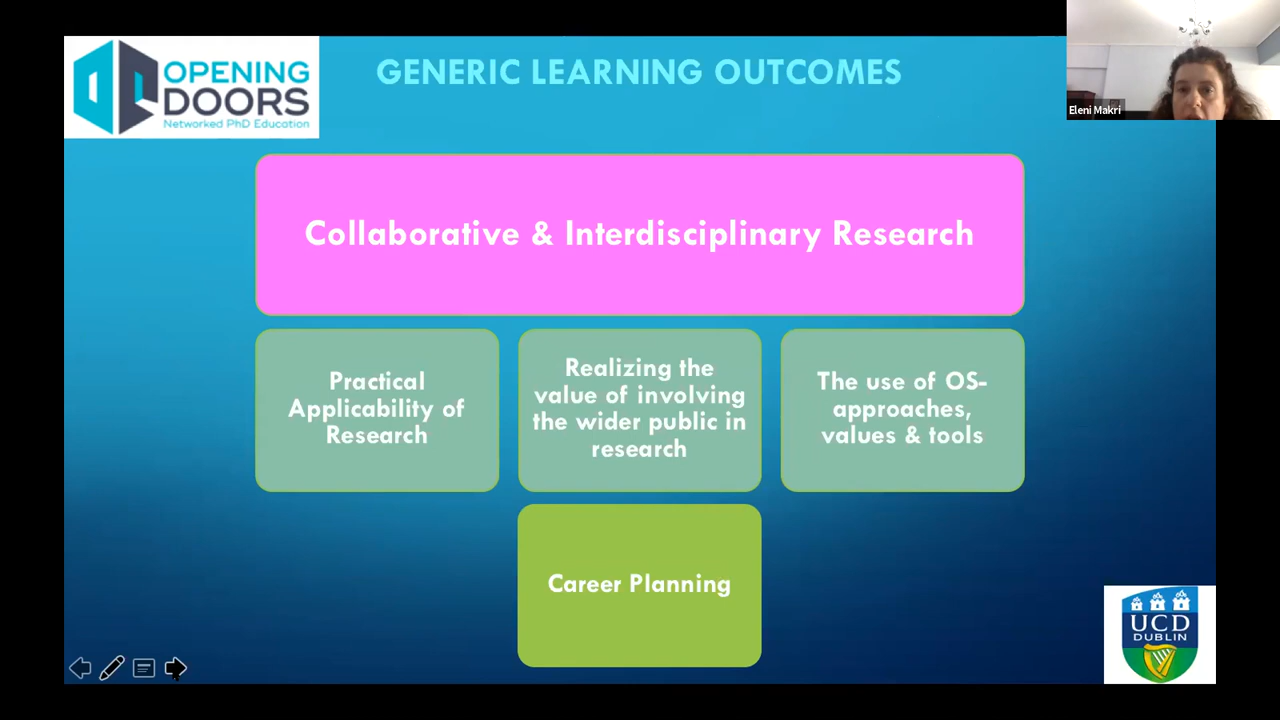 OPENING
DOORS
Networked PhD Education
GENERIC LEARNING OUTCOMES
Eleni Makri
Collaborative & Interdisciplinary Research
Practical
Applicability of
Research
Realizing the
value of involving
the wider public in
research
The use of OS-
approaches,
values & tools
Career Planning
UCD
DUBLIN